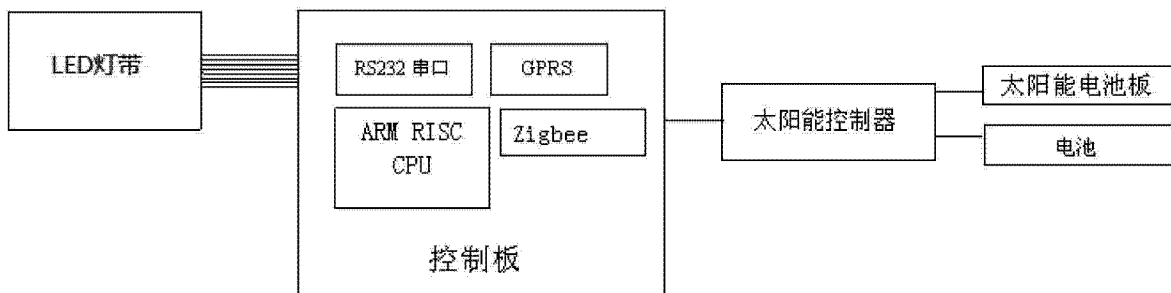 LED灯带
RS232 串口
GPRS
ARM RISC
CPU
Zigbee
控制板
太阳能控制器
太阳能电池板
电池